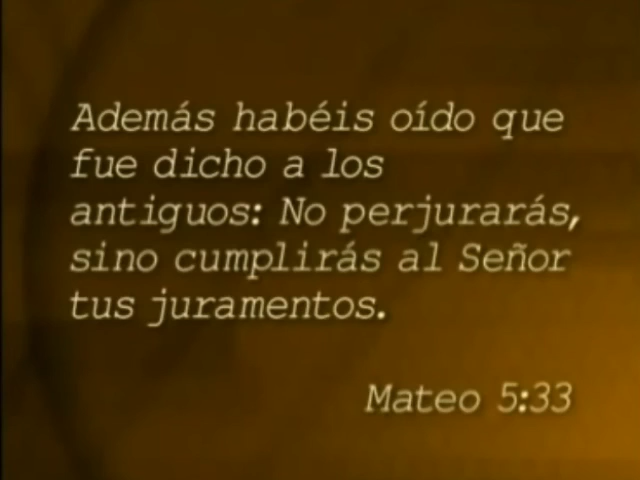 Además habéis oído que
fue dicho a los
antiguos: No perjurarás,
sino cumplirás al Señor
tus juramentos.
Mateo 5:33